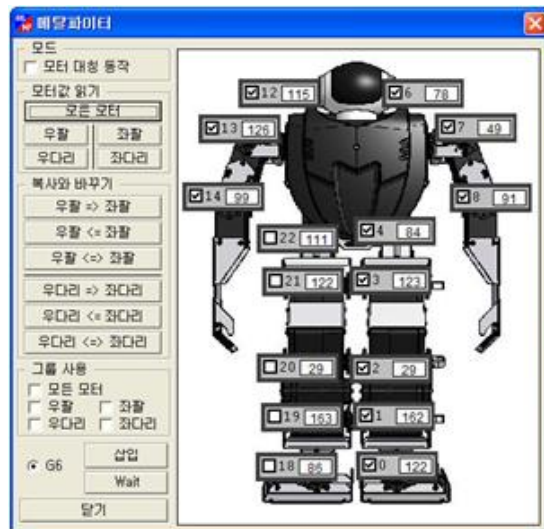 메탈파이터
모드
모터 대칭 동작
모터값 읽기
모든 모터
우팔 좌팔
우다리 좌다리
복사와 바꾸기
우팔 => 좌팔
우팔 <= 좌팔
우팔 <=> 좌팔
우다리 => 좌다리
우다리 <= 좌다리
우다리 <=> 좌다리
그룹 사용
모든 모터
우팔 좌팔
우다리 좌다리
G6
삽입
Wait
닫기
12 115 6 78
13 126 7 49
14 99 8 91
22 111 4 84
21 122 3 123
20 29 2 29
19 163 1 162
18 86 0 122